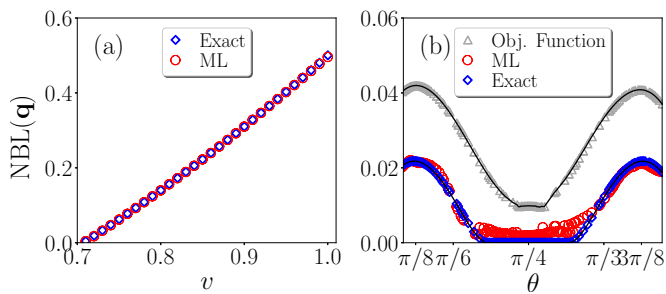 (a)
Exact
ML
NBL(q)
0.6
0.4
0.2
0.0
0.7
0.8
0.9
1.0
v
(b)
Obj. Function
ML
Exact
0.06
0.04
0.02
0.00
π/8
π/6
π/4
π/3
3π/8
θ